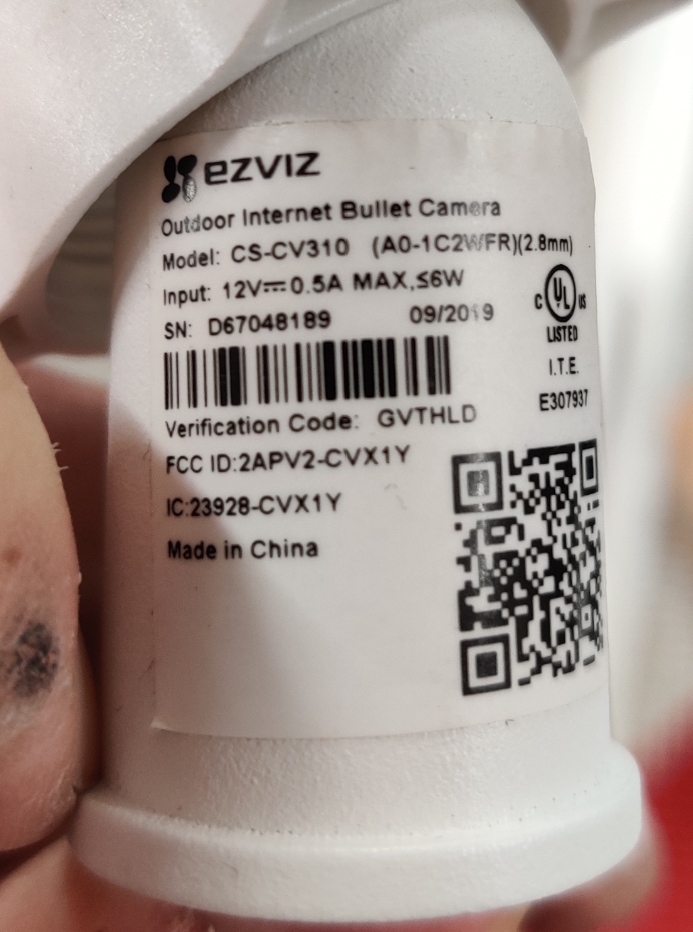 ezviz
Outdoor Internet Bullet Camera
Model: CS-CV310 (A0-1C2WFR)(2.8mm)
Input: 12V⎓0.5A MAX,≤6W
SN: D67048189 09/2019
C UL US
LISTED
I.T.E.
E307937
Verification Code: GVTHLD
FCC ID:2APV2-CVX1Y
IC:23928-CVX1Y
Made in China